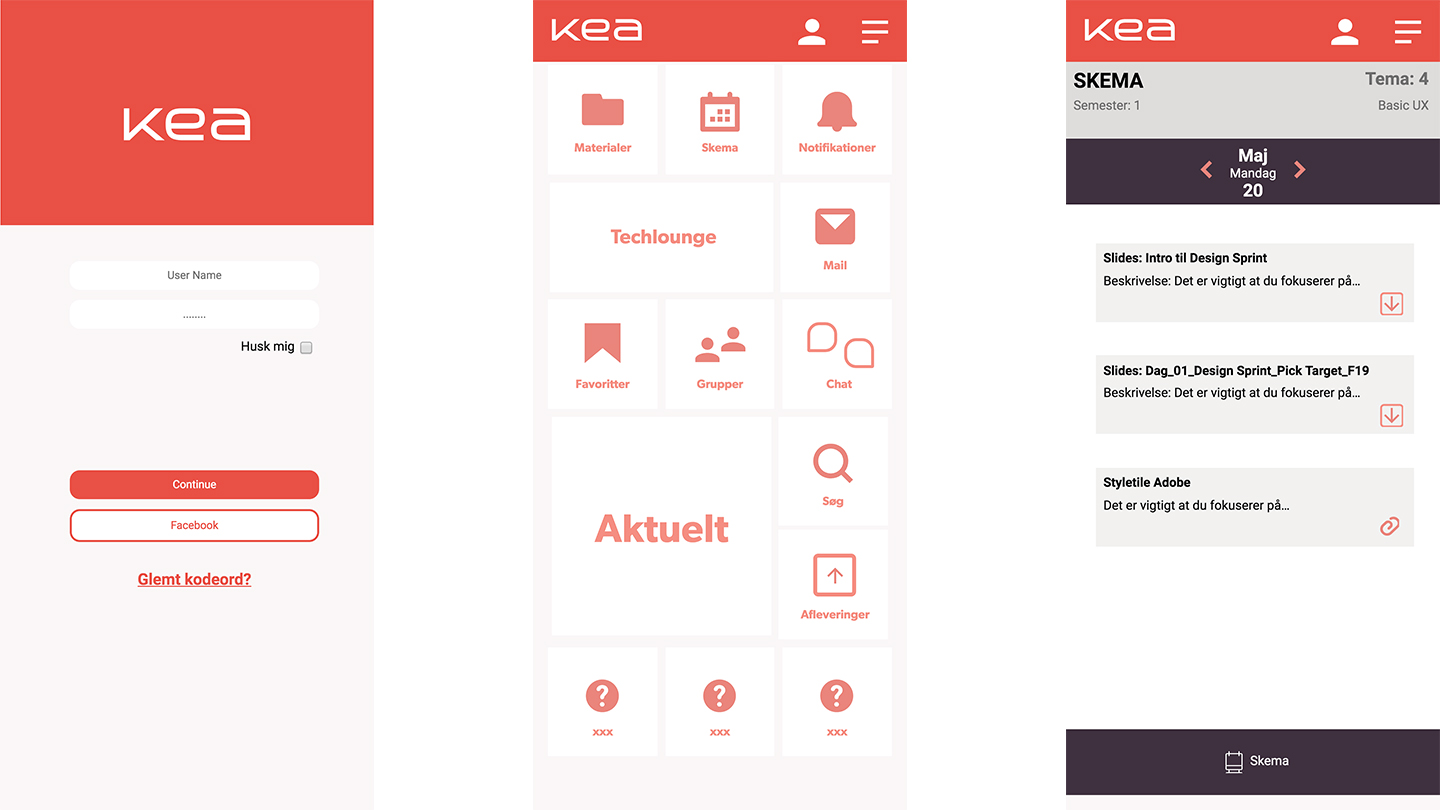 kea
User Name
........
Husk mig
Continue
Facebook
Glemt kodeord?
kea
Materialer
Skema
Notifikationer
Techlounge
Mail
Favoritter
Grupper
Chat
Aktuelt
Søg
Afleveringer
?
?
?
xxx
xxx
xxx
kea
SKEMA
Tema: 4
Semester: 1
Basic UX
Maj
Mandag
20
Slides: Intro til Design Sprint
Beskrivelse: Det er vigtigt at du fokuserer på...
Slides: Dag_01_Design Sprint_Pick Target_F19
Beskrivelse: Det er vigtigt at du fokuserer på...
Styletile Adobe
Det er vigtigt at du fokuserer på...
Skema